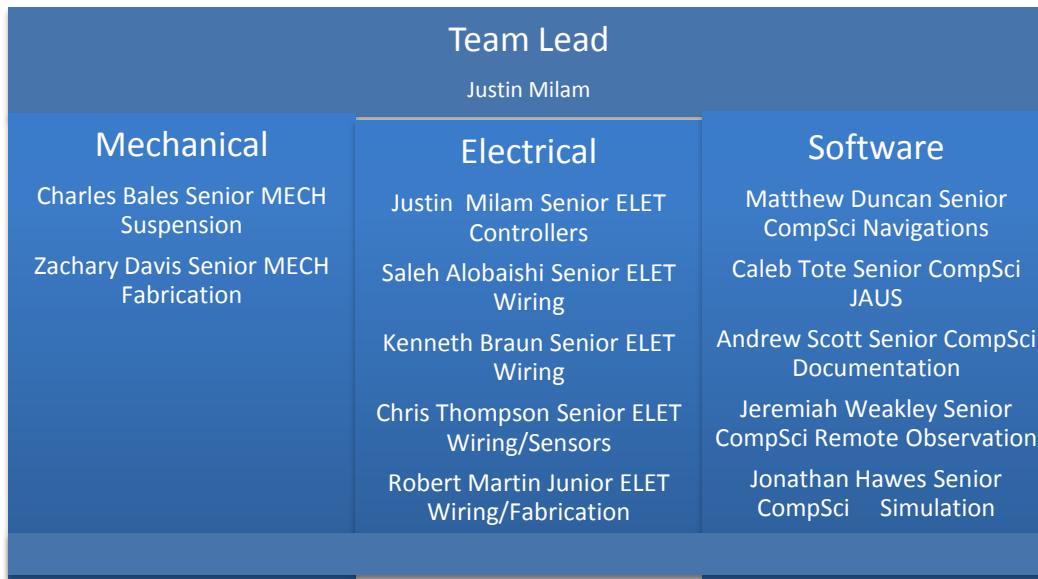 Team Lead
Justin Milam
Mechanical
Charles Bales Senior MECH
Suspension
Zachary Davis Senior MECH
Fabrication
Electrical
Justin Milam Senior ELET
Controllers
Saleh Alobaishi Senior ELET
Wiring
Kenneth Braun Senior ELET
Wiring
Chris Thompson Senior ELET
Wiring/Sensors
Robert Martin Junior ELET
Wiring/Fabrication
Software
Matthew Duncan Senior
CompSci Navigations
Caleb Tote Senior CompSci
JAUS
Andrew Scott Senior CompSci
Documentation
Jeremiah Weakley Senior
CompSci Remote Observation
Jonathan Hawes Senior
CompSci Simulation